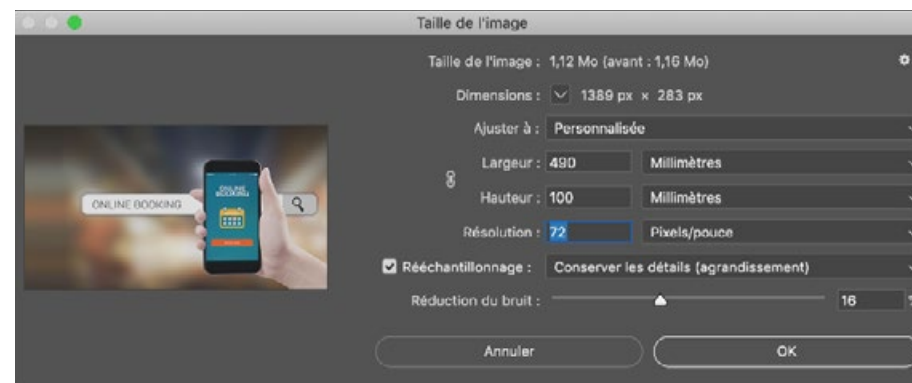 Taille de l'image
Taille de l'image : 1,12 Mo (avant : 1,16 Mo)
Dimensions : 1389 px × 283 px
Ajuster à : Personnalisée
Largeur : 490 Millimètres
Hauteur : 100 Millimètres
Résolution : 72 Pixels/pouce
Rééchantillonnage : Conserver les détails (agrandissement)
Réduction du bruit : 16
ONLINE BOOKING
ONLINE BOOKING
Annuler OK